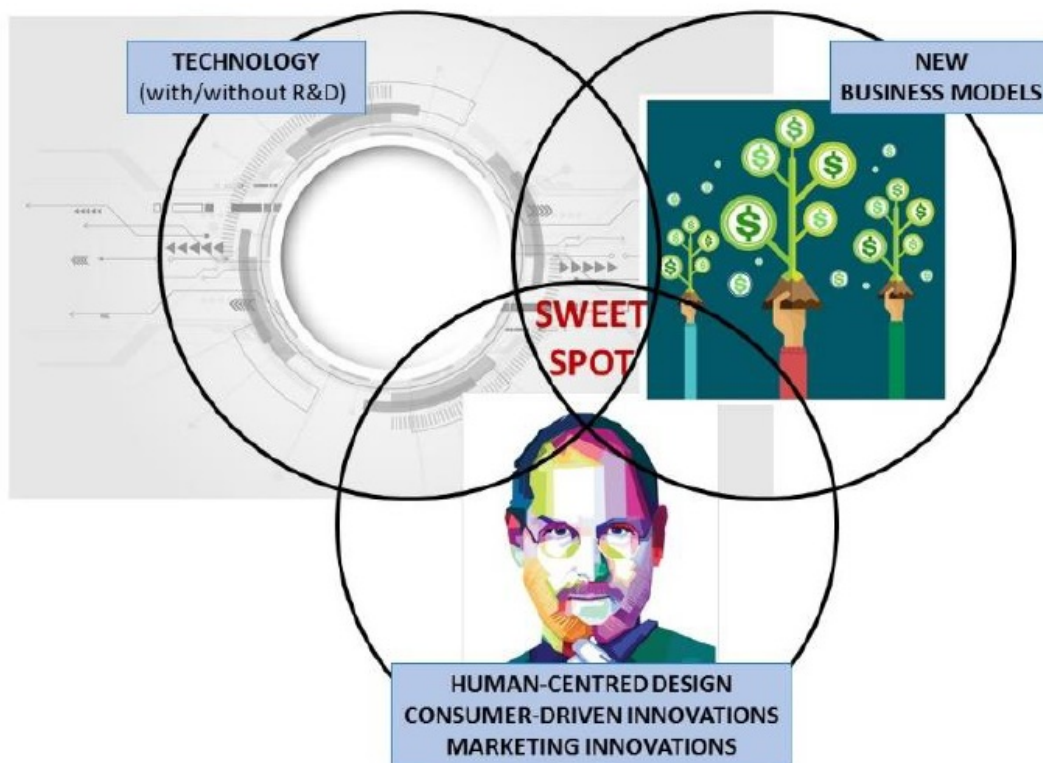 TECHNOLOGY
(with/without R&D)
NEW
BUSINESS MODELS
SWEET
SPOT
HUMAN-CENTRED DESIGN
CONSUMER-DRIVEN INNOVATIONS
MARKETING INNOVATIONS